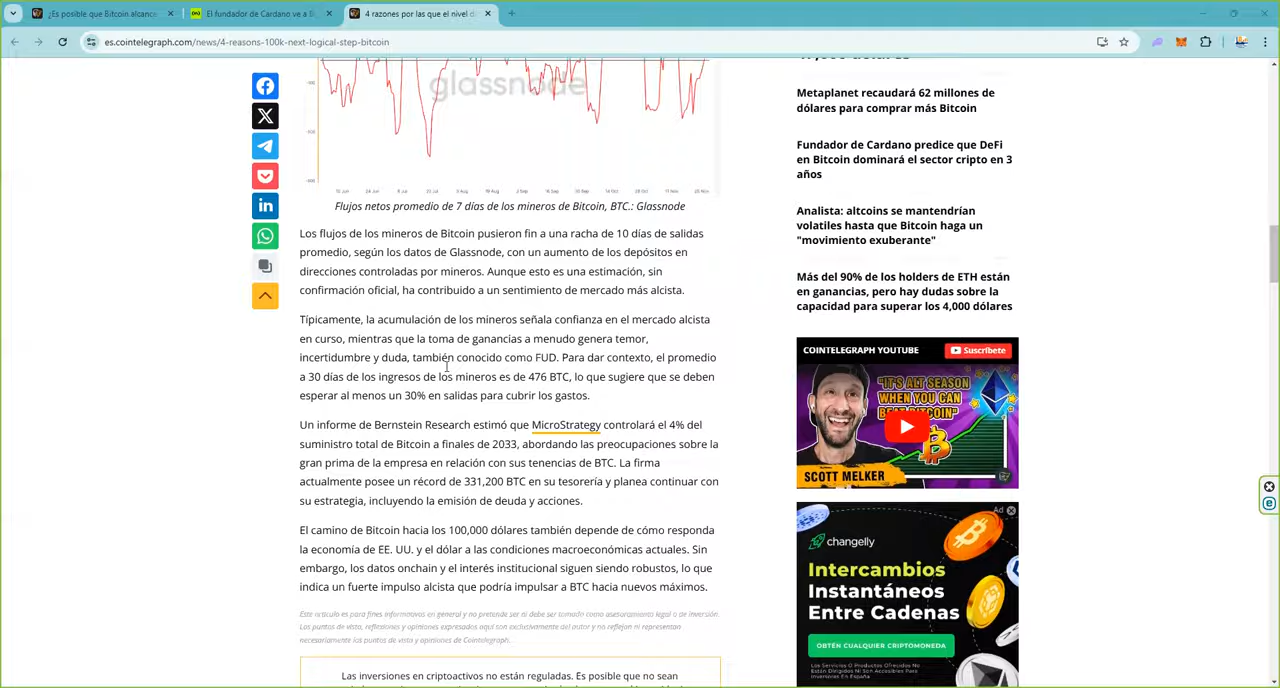 ¿Es posible que Bitcoin alcance
El fundador de Cardano ve a B
4 razones por las que el nivel d
es.cointelegraph.com/news/4-reasons-100k-next-logical-step-bitcoin
glassnode
Flujos netos promedio de 7 días de los mineros de Bitcoin, BTC.: Glassnode
Los flujos de los mineros de Bitcoin pusieron fin a una racha de 10 días de salidas
promedio, según los datos de Glassnode, con un aumento de los depósitos en
direcciones controladas por mineros. Aunque esto es una estimación, sin
confirmación oficial, ha contribuido a un sentimiento de mercado más alcista.
Típicamente, la acumulación de los mineros señala confianza en el mercado alcista
en curso, mientras que la toma de ganancias a menudo genera temor,
incertidumbre y duda, también conocido como FUD. Para dar contexto, el promedio
a 30 días de los ingresos de los mineros es de 476 BTC, lo que sugiere que se deben
esperar al menos un 30% en salidas para cubrir los gastos.
Un informe de Bernstein Research estimó que MicroStrategy controlará el 4% del
suministro total de Bitcoin a finales de 2033, abordando las preocupaciones sobre la
gran prima de la empresa en relación con sus tenencias de BTC. La firma
actualmente posee un récord de 331,200 BTC en su tesorería y planea continuar con
su estrategia, incluyendo la emisión de deuda y acciones.
El camino de Bitcoin hacia los 100,000 dólares también depende de cómo responda
la economía de EE. UU. y el dólar a las condiciones macroeconómicas actuales. Sin
embargo, los datos onchain y el interés institucional siguen siendo robustos, lo que
indica un fuerte impulso alcista que podría impulsar a BTC hacia nuevos máximos.
Este artículo es para fines informativos en general y no pretende ser ni debe ser tomado como asesoramiento legal o de inversión.
Los puntos de vista, reflexiones y opiniones expresados aquí son exclusivamente del autor y no reflejan ni representan
necesariamente los puntos de vista y opiniones de Cointelegraph.
Las inversiones en criptoactivos no están reguladas. Es posible que no sean
Metaplanet recaudará 62 millones de
dólares para comprar más Bitcoin
Fundador de Cardano predice que DeFi
en Bitcoin dominará el sector cripto en 3
años
Analista: altcoins se mantendrían
volatiles hasta que Bitcoin haga un
"movimiento exuberante"
Más del 90% de los holders de ETH están
en ganancias, pero hay dudas sobre la
capacidad para superar los 4,000 dólares
COINTELEGRAPH YOUTUBE
Suscríbete
"IT'S ALT SEASON
WHEN YOU CAN
BEAT BITCOIN"
SCOTT MELKER
Ad
changelly
Intercambios
Instantáneos
Entre Cadenas
OBTÉN CUALQUIER CRIPTOMONEDA
Los Servicios O Productos Ofrecidos No
Están Dirigidos Ni Son Accesibles Para
Inversores En España